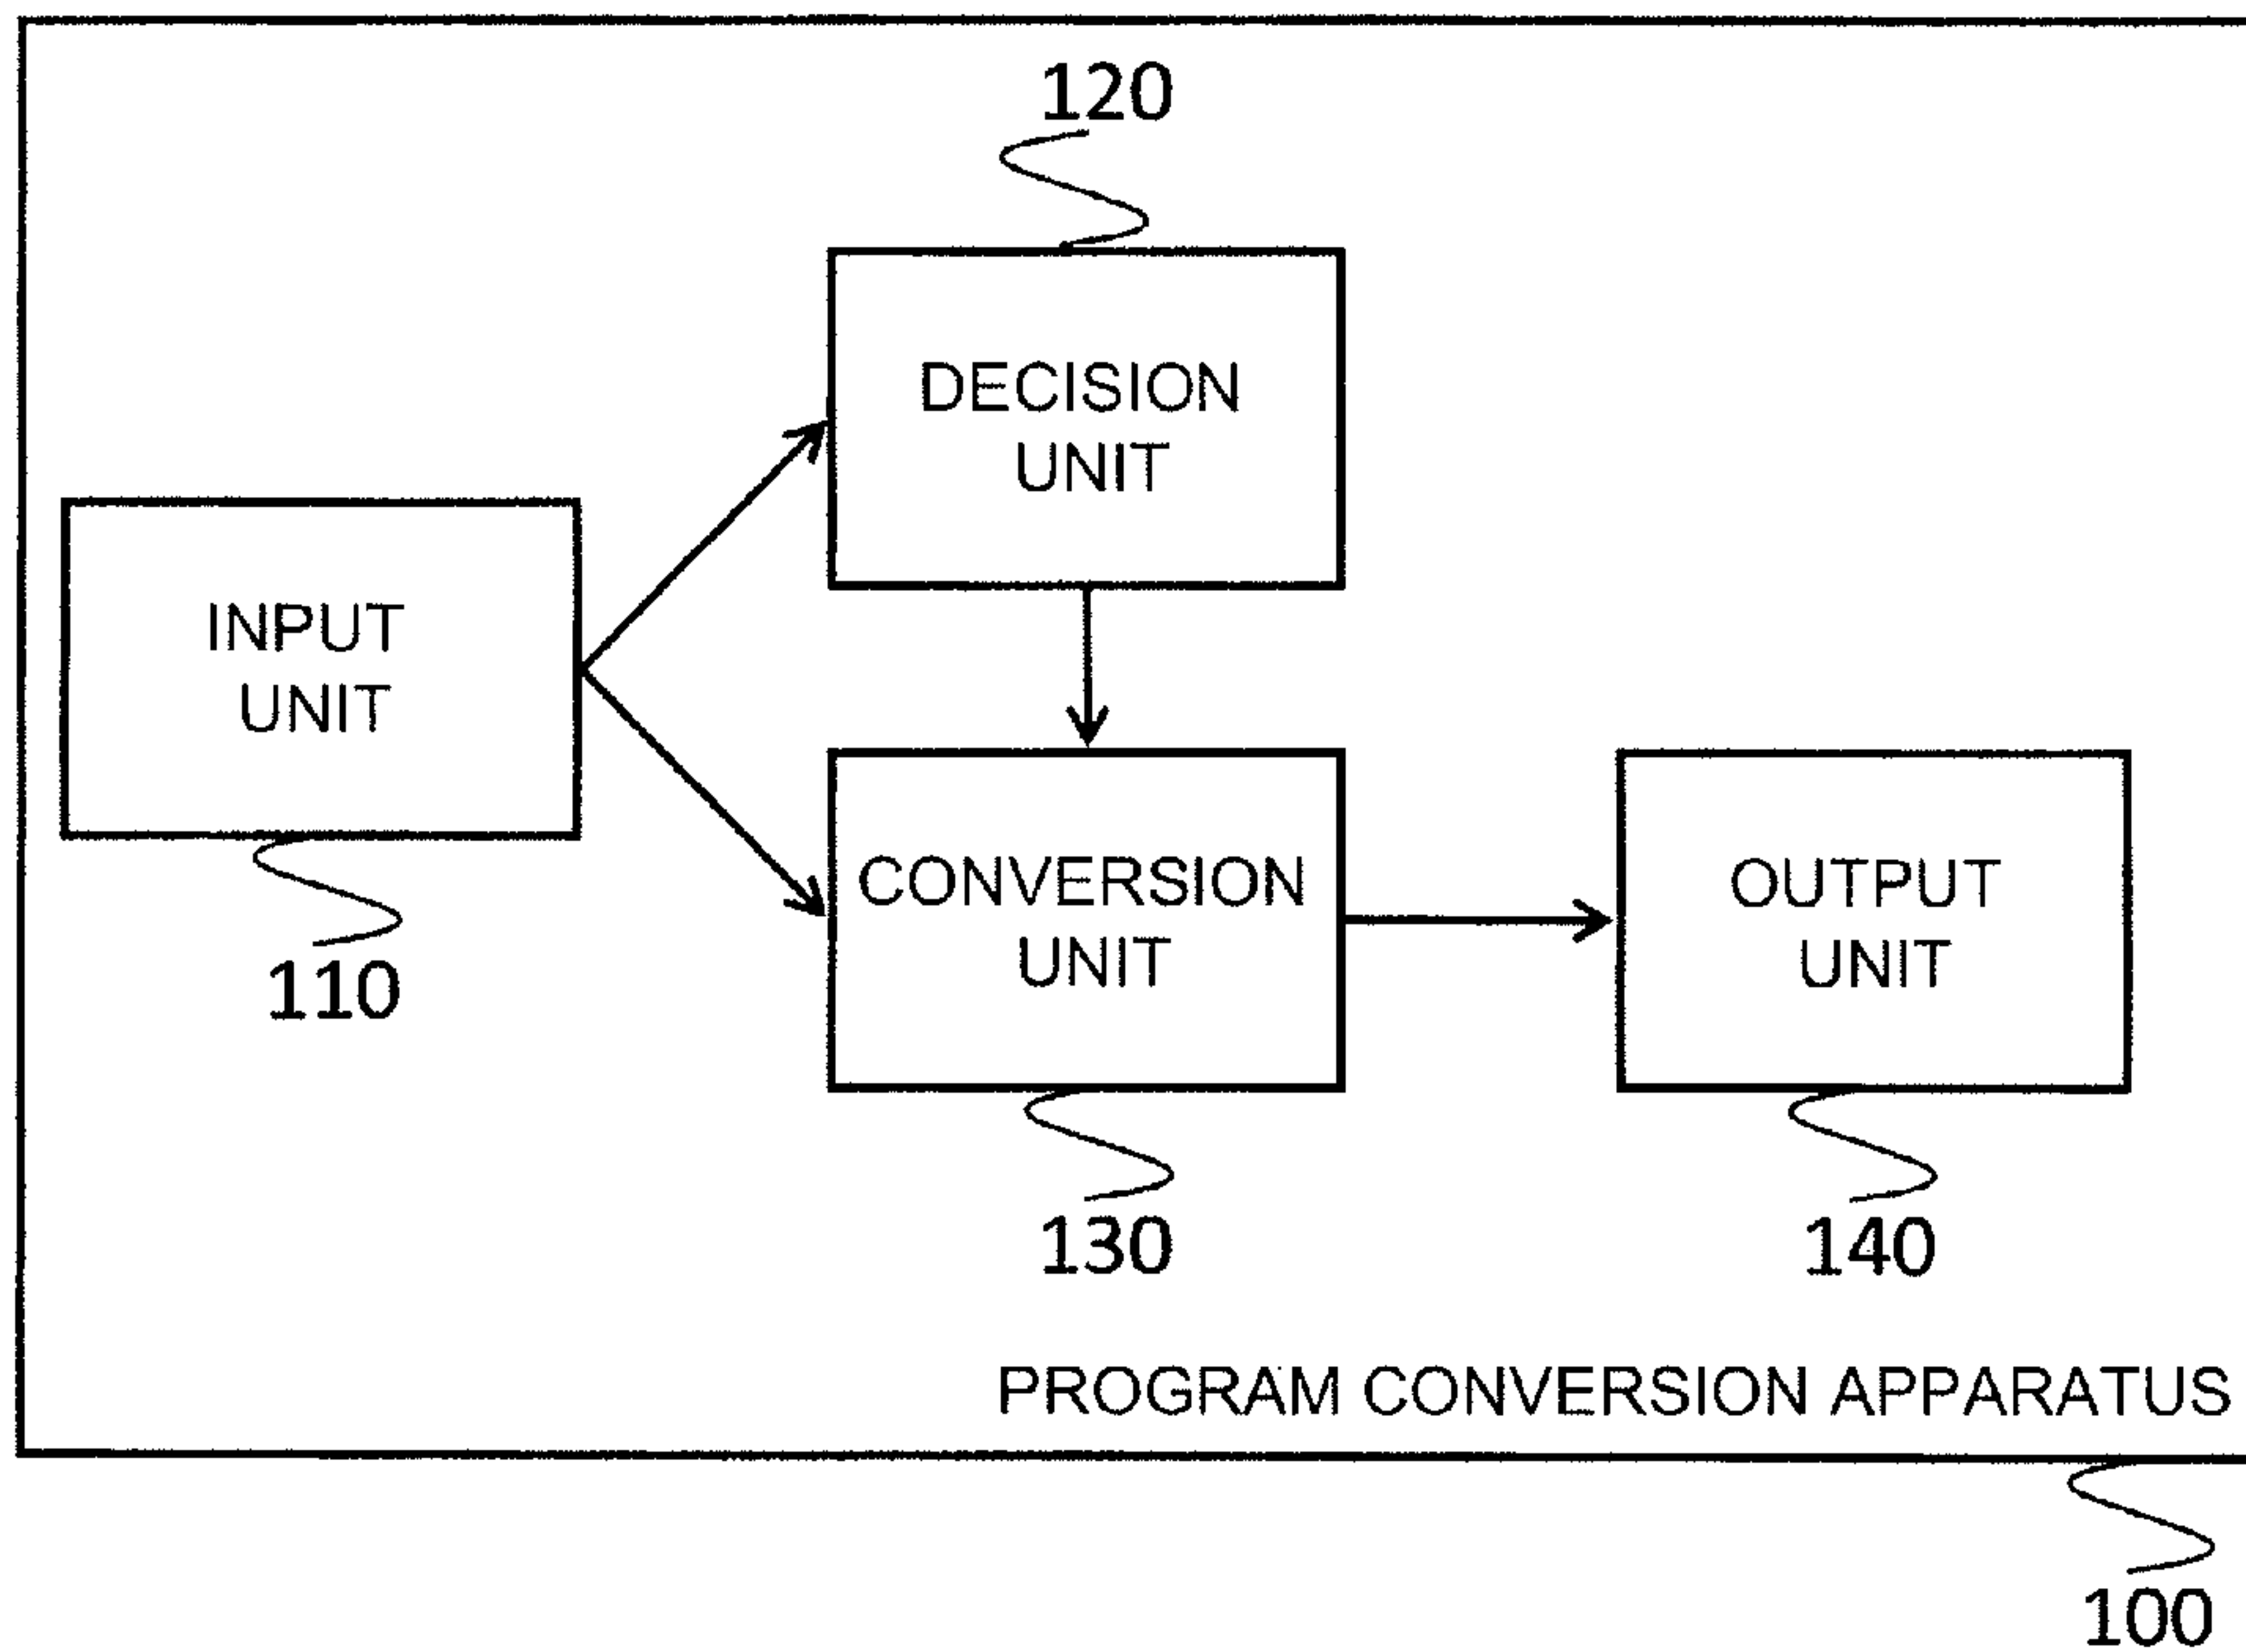 120
DECISION
UNIT
INPUT
UNIT
110
CONVERSION
UNIT
130
OUTPUT
UNIT
140
PROGRAM CONVERSION APPARATUS
100